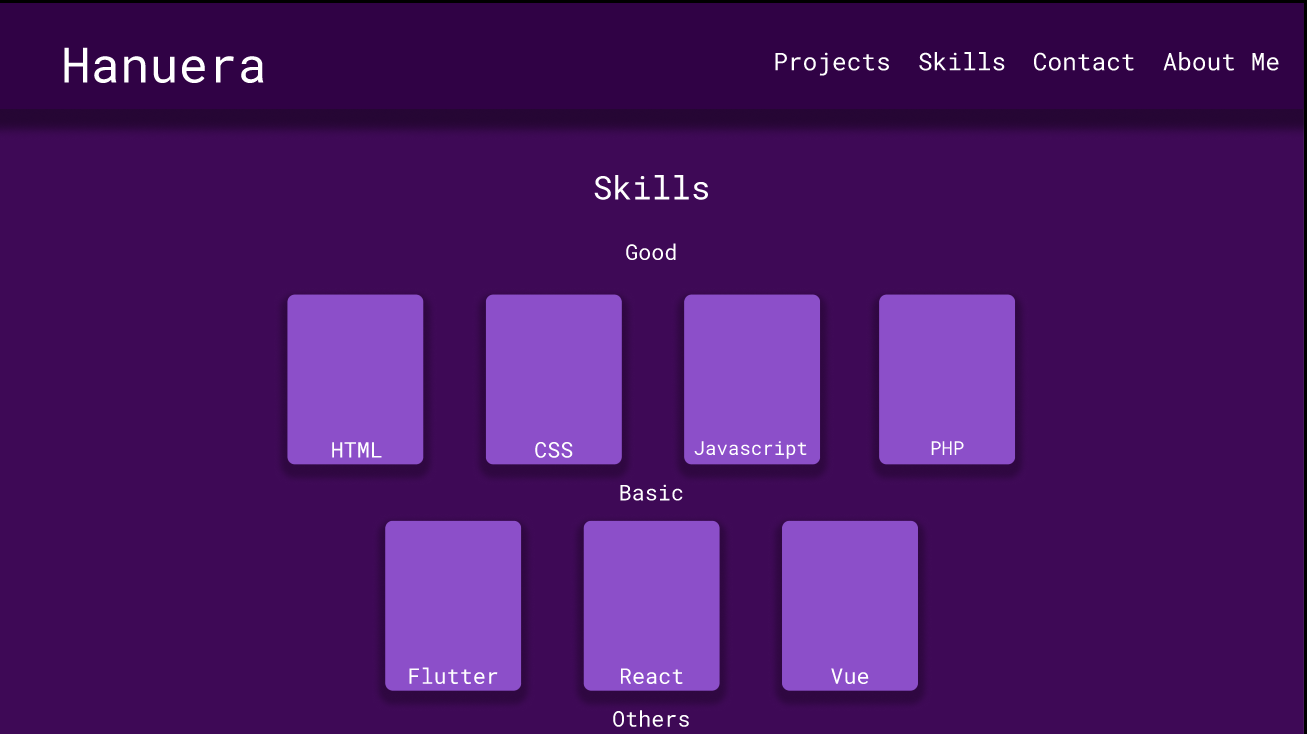 Hanuera
Projects Skills Contact About Me
Skills
Good
HTML CSS Javascript PHP
Basic
Flutter React Vue
Others